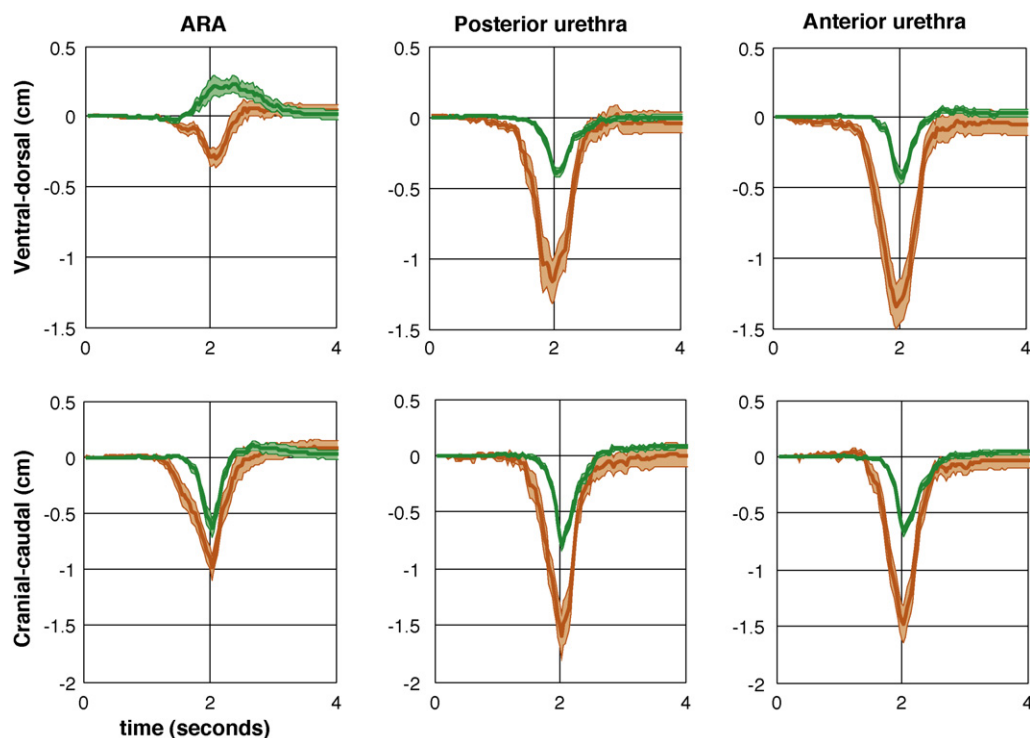 ARA Posterior urethra Anterior urethra
Ventral-dorsal (cm)
0.5 0.5 0.5
0 0 0
-0.5 -0.5 -0.5
-1 -1 -1
-1.5 -1.5 -1.5
0 2 4 0 2 4 0 2 4
Cranial-caudal (cm)
0.5 0.5 0.5
0 0 0
-0.5 -0.5 -0.5
-1 -1 -1
-1.5 -1.5 -1.5
-2 -2 -2
0 2 4 0 2 4 0 2 4
time (seconds)